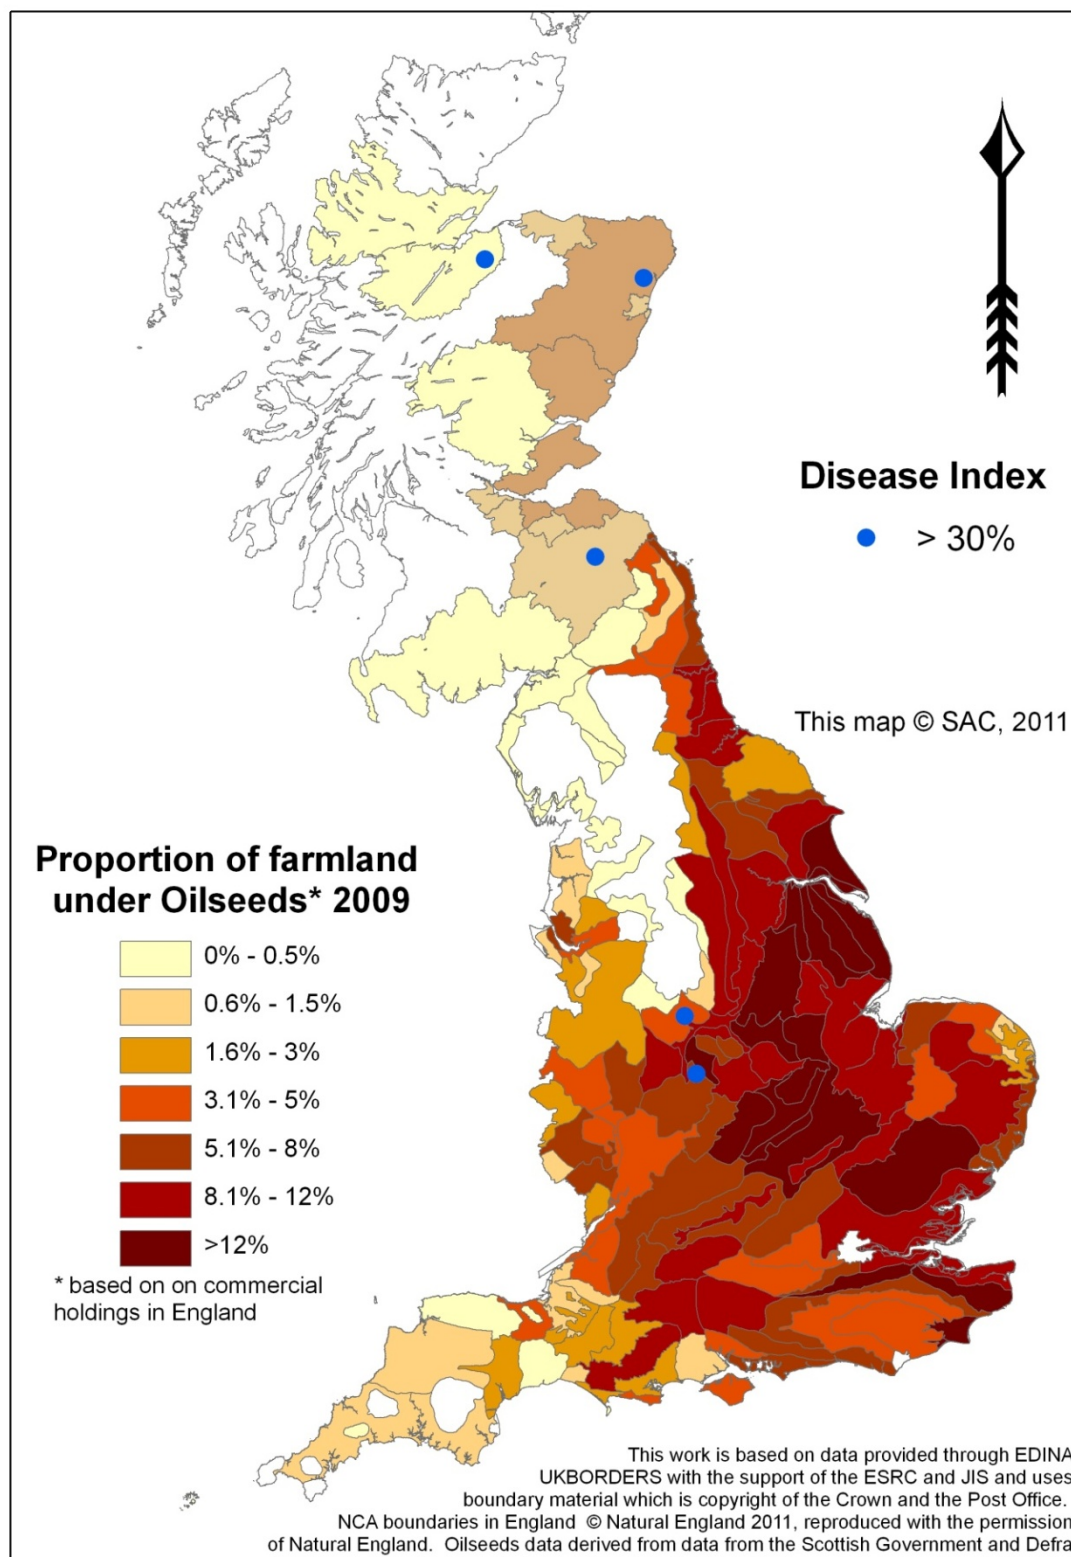 Disease Index
> 30%
This map © SAC, 2011
Proportion of farmland
under Oilseeds* 2009
0% - 0.5%
0.6% - 1.5%
1.6% - 3%
3.1% - 5%
5.1% - 8%
8.1% - 12%
>12%
* based on on commercial
holdings in England
This work is based on data provided through EDINA
UKBORDERS with the support of the ESRC and JIS and uses
boundary material which is copyright of the Crown and the Post Office.
NCA boundaries in England © Natural England 2011, reproduced with the permission
of Natural England. Oilseeds data derived from data from the Scottish Government and Defra